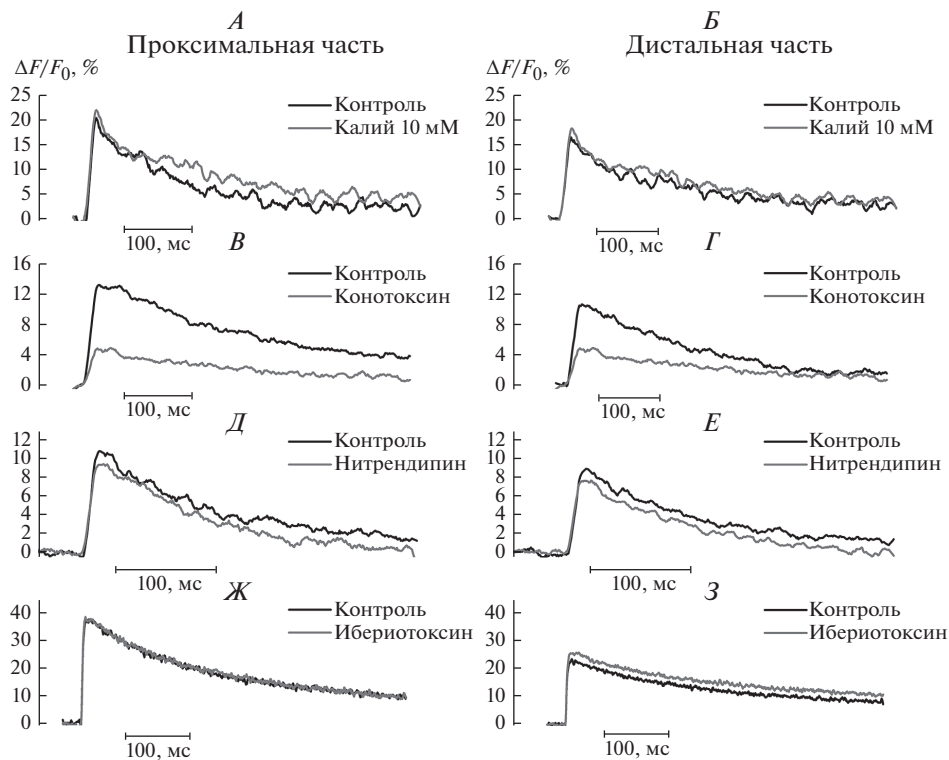 А
Проксимальная часть
Б
Дистальная часть
ΔF/F0, %
ΔF/F0, %
25
20
15
10
5
0
Контроль
Калий 10 мМ
100, мс
25
20
15
10
5
0
Контроль
Калий 10 мМ
100, мс
В
16
12
8
4
0
Контроль
Конотоксин
100, мс
Г
16
12
8
4
0
Контроль
Конотоксин
100, мс
Д
12
10
8
6
4
2
0
Контроль
Нитрендипин
100, мс
Е
12
10
8
6
4
2
0
Контроль
Нитрендипин
100, мс
Ж
40
30
20
10
0
Контроль
Ибериотоксин
100, мс
З
40
30
20
10
0
Контроль
Ибериотоксин
100, мс